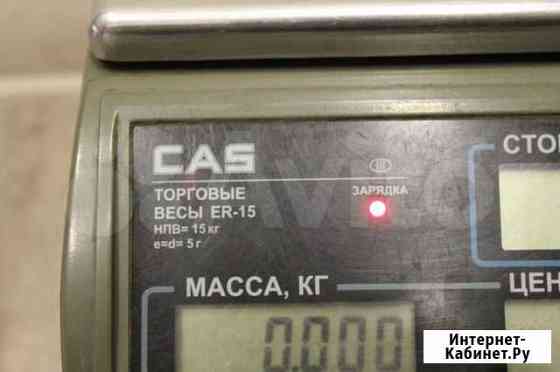 CAS
ТОРГОВЫЕ
ВЕСЫ ER-15
НПВ= 15 кг
e=d= 5 г
III
ЗАРЯДКА
СТО
МАССА, КГ
ЦЕН
0.000
Интернет-
Кабинет.Ру